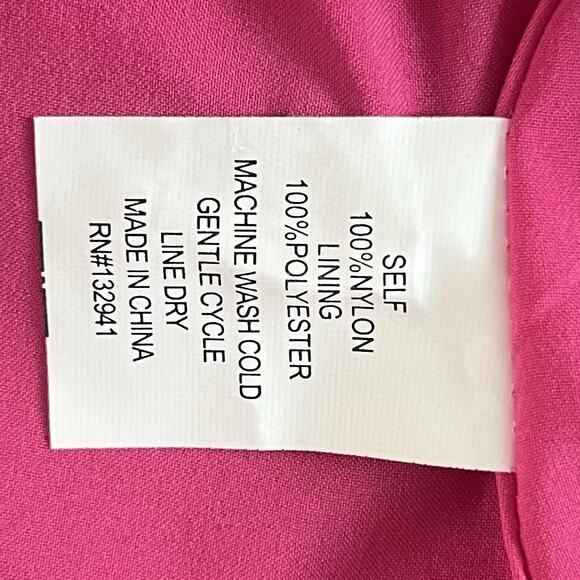 SELF
100%NYLON
LINING
100%POLYESTER
MACHINE WASH COLD
GENTLE CYCLE
LINE DRY
MADE IN CHINA
RN#132941